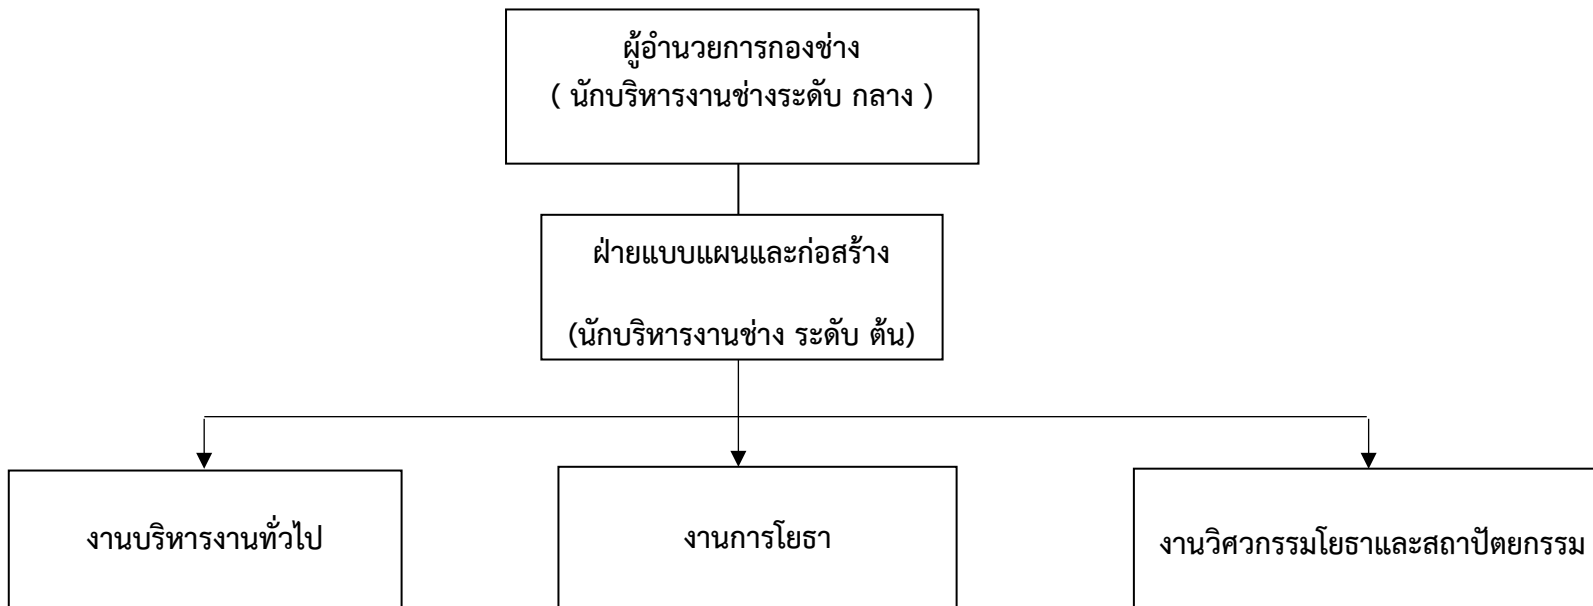 ผู้อำนวยการกองช่าง
( นักบริหารงานช่างระดับ กลาง )
ฝ่ายแบบแผนและก่อสร้าง
(นักบริหารงานช่าง ระดับ ต้น)
งานบริหารงานทั่วไป
งานการโยธา
งานวิศวกรรมโยธาและสถาปัตยกรรม